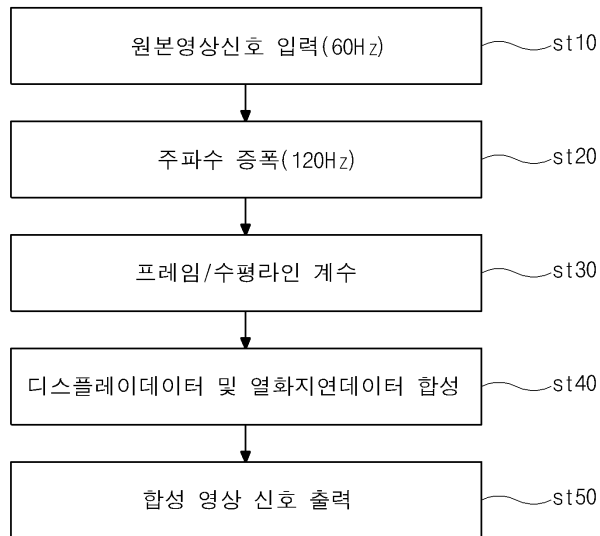 원본영상신호 입력(60Hz) st10
주파수 증폭(120Hz) st20
프레임/수평라인 계수 st30
디스플레이데이터 및 열화지연데이터 합성 st40
합성 영상 신호 출력 st50